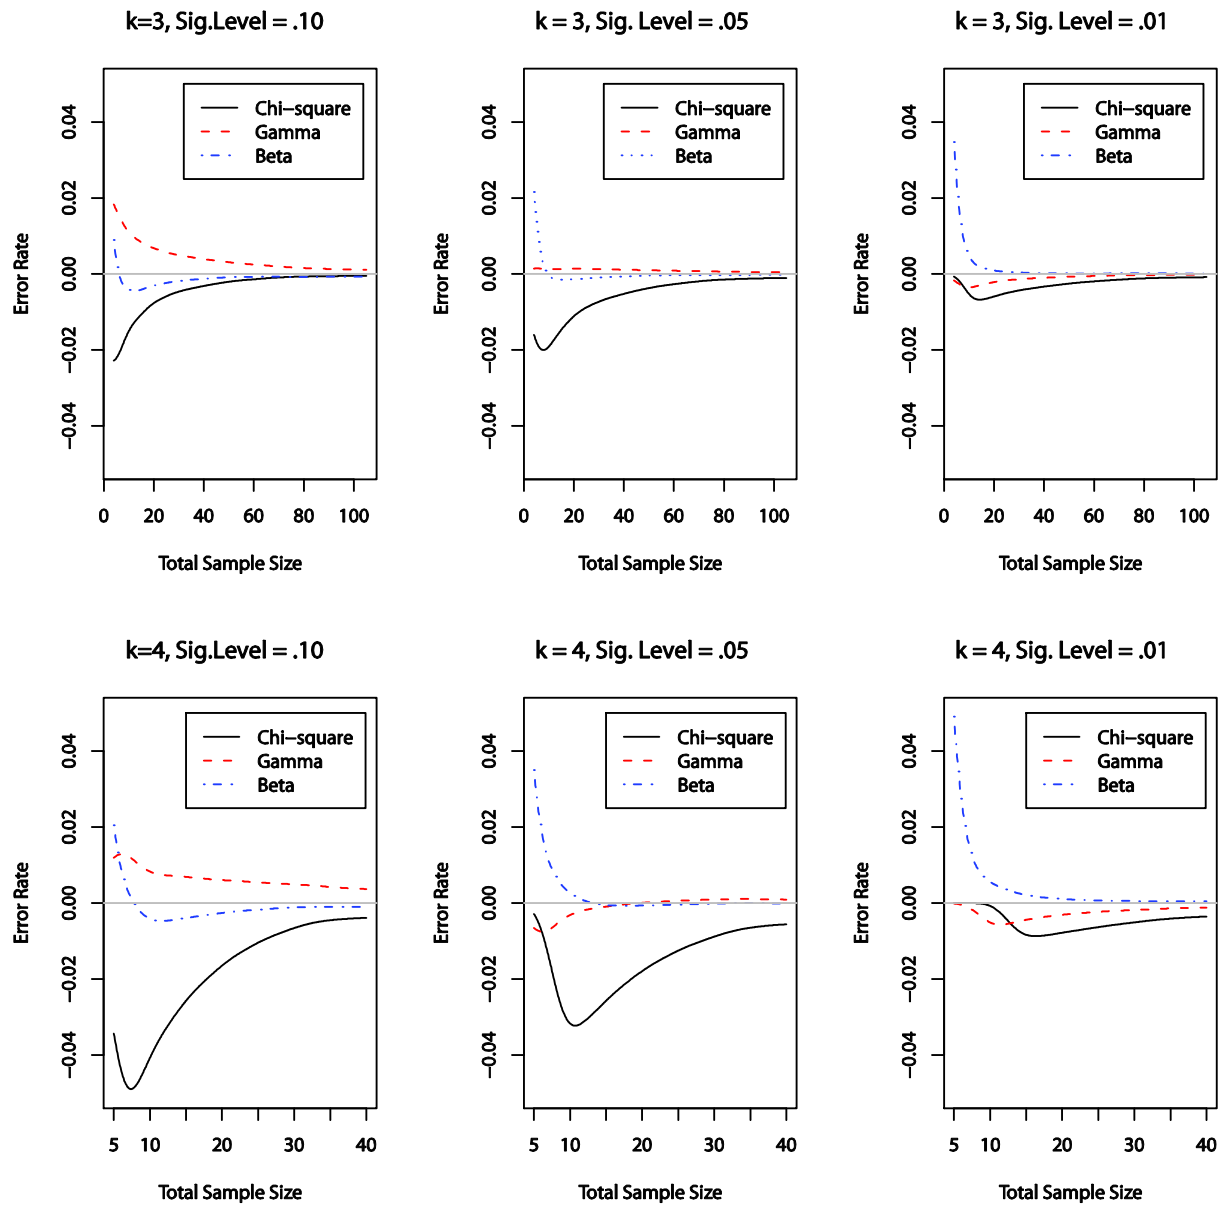 k=3, Sig.Level = .10
Chi−square
Gamma
Beta
Error Rate
0.04
0.02
0.00
−0.02
−0.04
0
20
40
60
80
100
Total Sample Size
k = 3, Sig. Level = .05
Chi−square
Gamma
Beta
Error Rate
0.04
0.02
0.00
−0.02
−0.04
0
20
40
60
80
100
Total Sample Size
k = 3, Sig. Level = .01
Chi−square
Gamma
Beta
Error Rate
0.04
0.02
0.00
−0.02
−0.04
0
20
40
60
80
100
Total Sample Size
k=4, Sig.Level = .10
Chi−square
Gamma
Beta
Error Rate
0.04
0.02
0.00
−0.02
−0.04
5
10
20
30
40
Total Sample Size
k = 4, Sig. Level = .05
Chi−square
Gamma
Beta
Error Rate
0.04
0.02
0.00
−0.02
−0.04
5
10
20
30
40
Total Sample Size
k = 4, Sig. Level = .01
Chi−square
Gamma
Beta
Error Rate
0.04
0.02
0.00
−0.02
−0.04
5
10
20
30
40
Total Sample Size